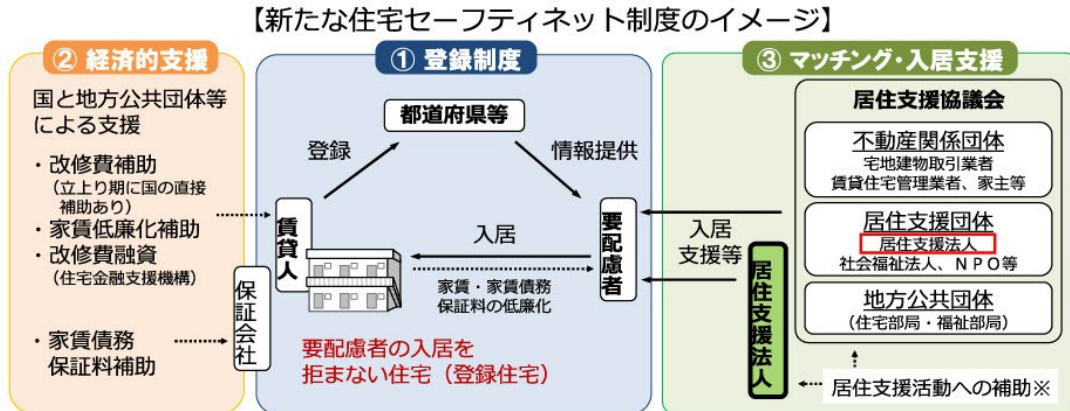 【新たな住宅セーフティネット制度のイメージ】
② 経済的支援
国と地方公共団体等
による支援
・改修費補助
(立上り期に国の直接
補助あり)
・家賃低廉化補助
・改修費融資
(住宅金融支援機構)
・家賃債務
保証料補助
保証会社
① 登録制度
都道府県等
登録
情報提供
賃貸人
入居
要配慮者
家賃・家賃債務
保証料の低廉化
要配慮者の入居を
拒まない住宅（登録住宅）
③ マッチング・入居支援
居住支援協議会
不動産関係団体
宅地建物取引業者
賃貸住宅管理業者、家主等
入居
支援等
居住支援団体
居住支援法人
社会福祉法人、ＮＰＯ等
居住支援法人
地方公共団体
(住宅部局・福祉部局)
居住支援活動への補助※